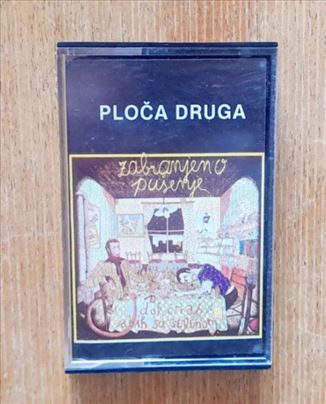 PLOČA DRUGA
zabranjeno
pušenje
dok čekaš
sabah sa šejtanom